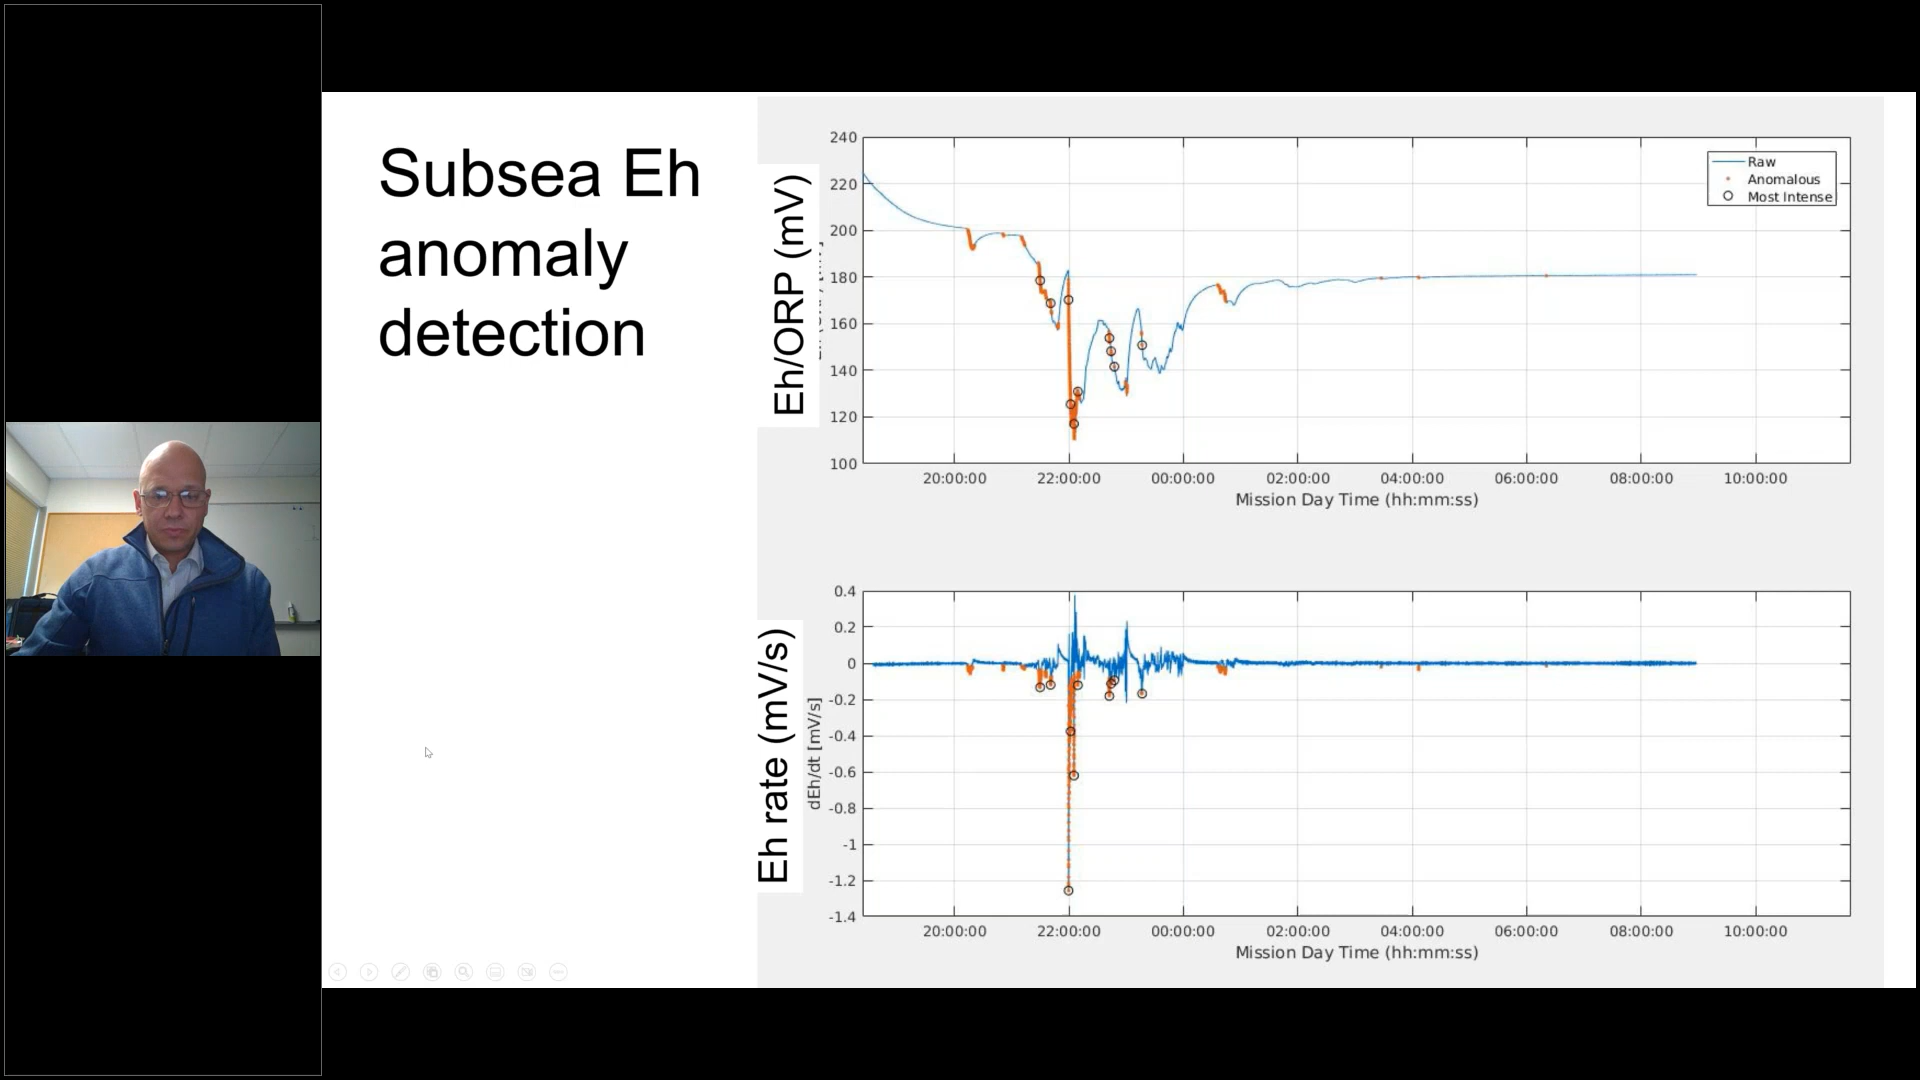 Subsea Eh
anomaly
detection
Eh/ORP (mV)
240
220
200
180
160
140
120
100
Raw
Anomalous
Most Intense
20:00:00 22:00:00 00:00:00 02:00:00 04:00:00 06:00:00 08:00:00 10:00:00
Mission Day Time (hh:mm:ss)
Eh rate (mV/s)
dEh/dt [mV/s]
0.4
0.2
0
-0.2
-0.4
-0.6
-0.8
-1
-1.2
-1.4
20:00:00 22:00:00 00:00:00 02:00:00 04:00:00 06:00:00 08:00:00 10:00:00
Mission Day Time (hh:mm:ss)